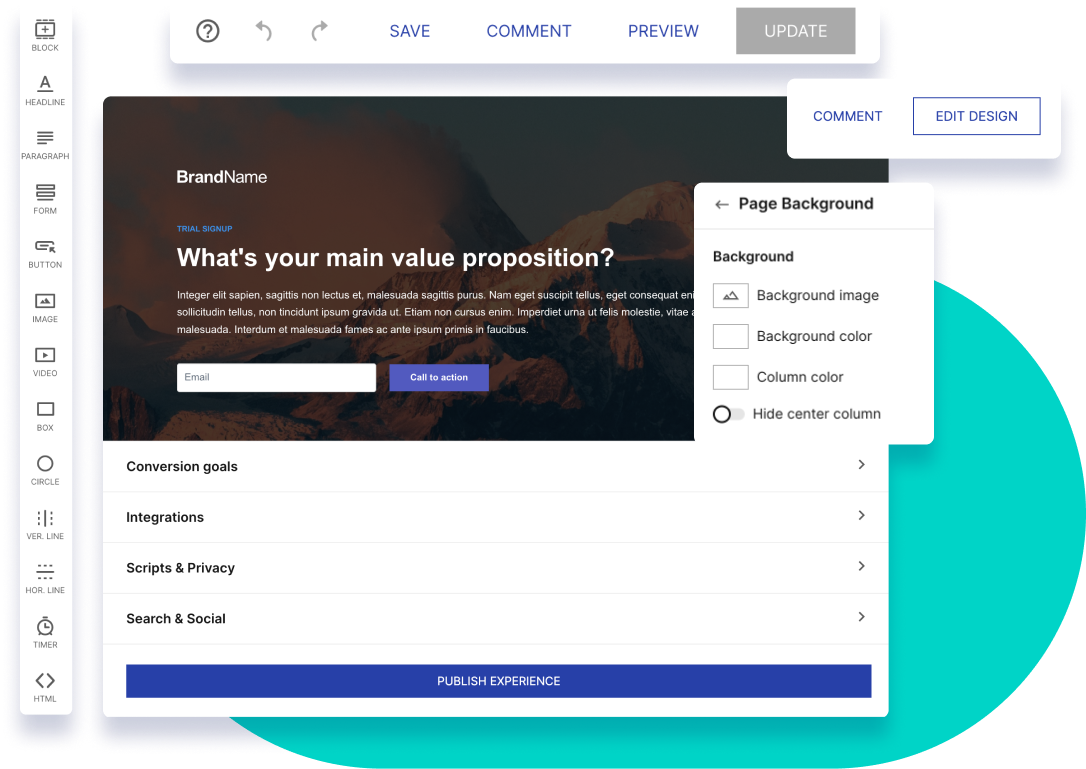 BLOCK
HEADLINE
PARAGRAPH
FORM
BUTTON
IMAGE
VIDEO
BOX
CIRCLE
VER. LINE
HOR. LINE
TIMER
HTML
SAVE COMMENT PREVIEW UPDATE
COMMENT EDIT DESIGN
BrandName
TRIAL SIGNUP
What's your main value proposition?
Integer elit sapien, sagittis non lectus et, malesuada sagittis purus. Nam eget suscipit tellus, eget consequat
sollicitudin tellus, non tincidunt ipsum gravida ut. Etiam non cursus enim. Imperdiet urna ut felis molestie, vitae
malesuada. Interdum et malesuada fames ac ante ipsum primis in faucibus.
Email Call to action
Page Background
Background
Background image
Background color
Column color
Hide center column
Conversion goals
Integrations
Scripts & Privacy
Search & Social
PUBLISH EXPERIENCE